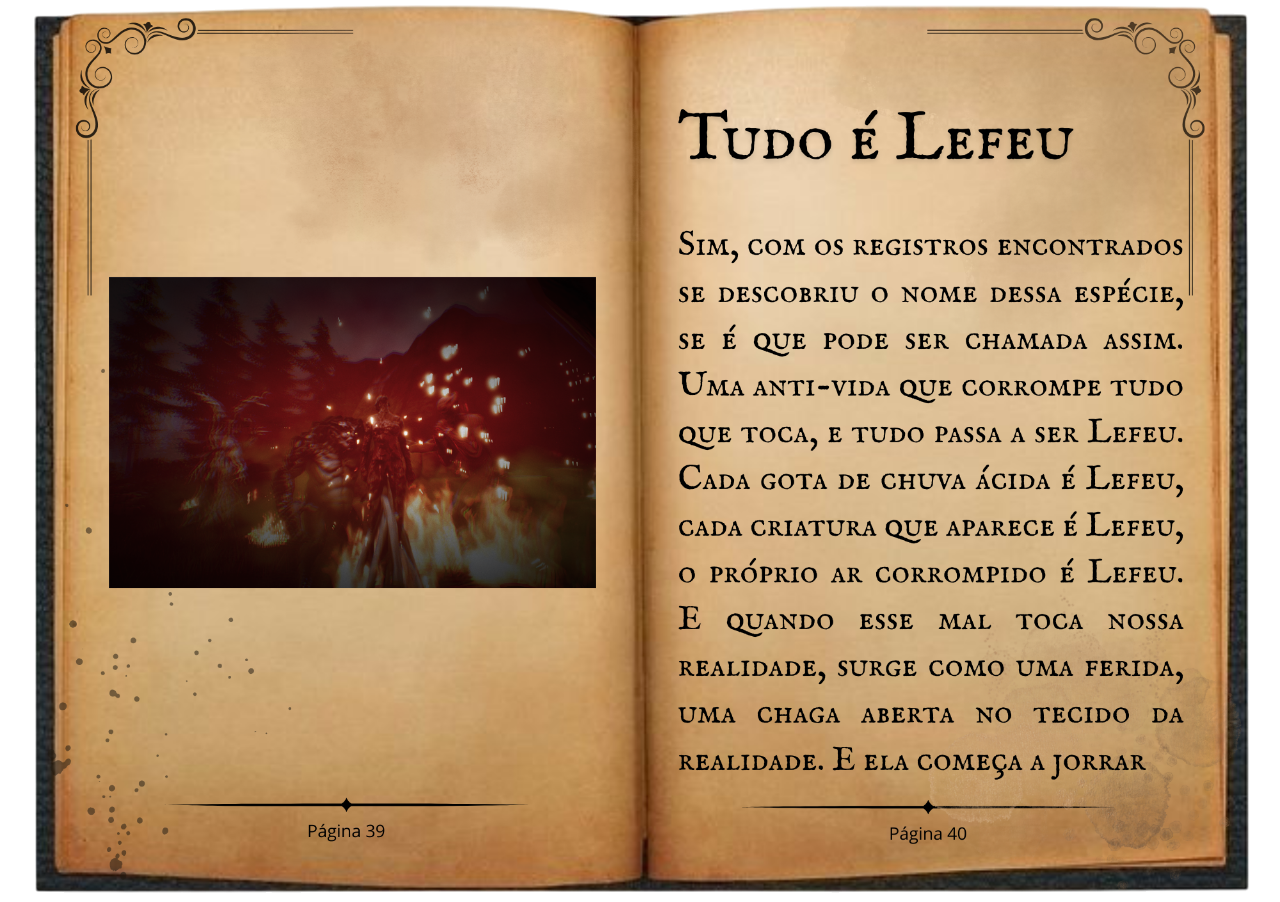 Página 39
Tudo é Lefeu
Sim, com os registros encontrados
se descobriu o nome dessa espécie,
se é que pode ser chamada assim.
Uma anti-vida que corrompe tudo
que toca, e tudo passa a ser Lefeu.
Cada gota de chuva ácida é Lefeu,
cada criatura que aparece é Lefeu,
o próprio ar corrompido é Lefeu.
E quando esse mal toca nossa
realidade, surge como uma ferida,
uma chaga aberta no tecido da
realidade. E ela começa a jorrar
Página 40